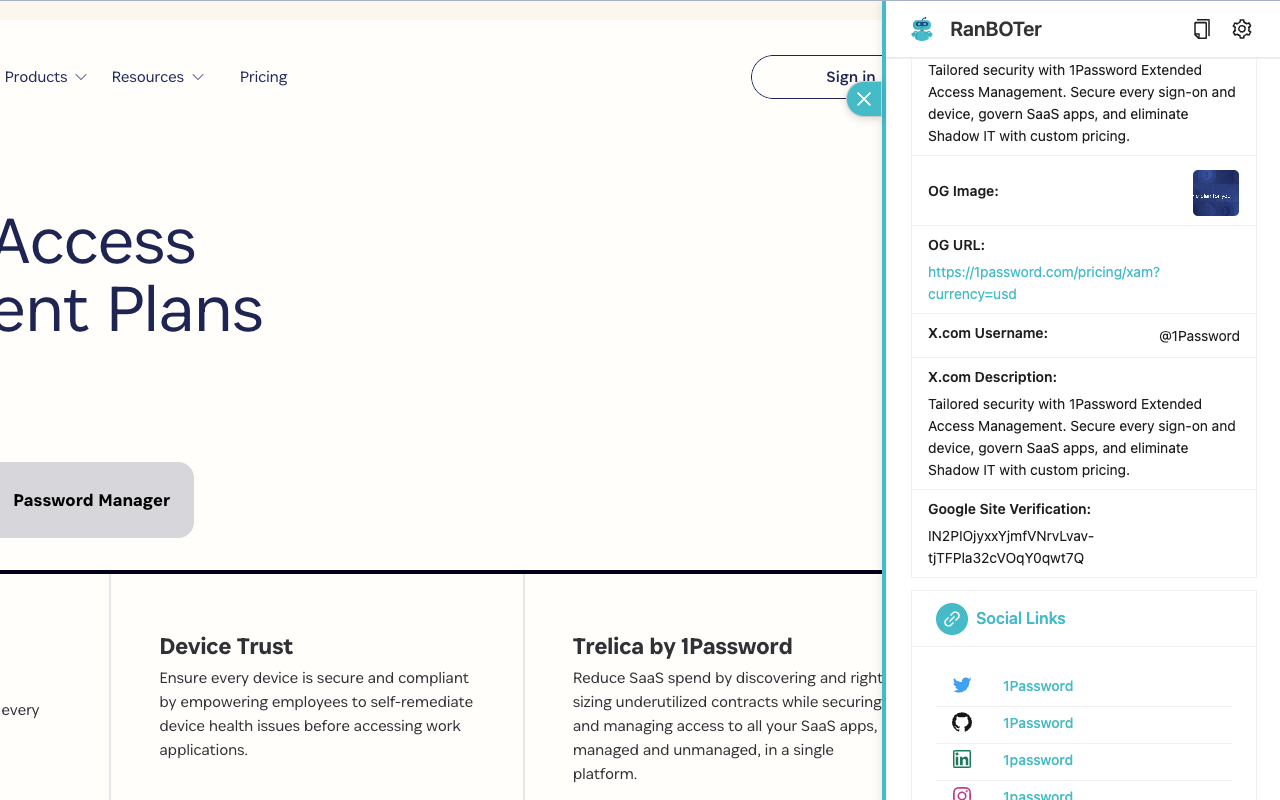 Products
Resources
Pricing
Sign in
Access
ent Plans
Password Manager
every
Device Trust
Ensure every device is secure and compliant
by empowering employees to self-remediate
device health issues before accessing work
applications.
Trelica by 1Password
Reduce SaaS spend by discovering and right
sizing underutilized contracts while securing
and managing access to all your SaaS apps,
managed and unmanaged, in a single
platform.
RanBOTer
Tailored security with 1Password Extended
Access Management. Secure every sign-on and
device, govern SaaS apps, and eliminate
Shadow IT with custom pricing.
OG Image:
OG URL:
https://1password.com/pricing/xam?
currency=usd
X.com Username:
@1Password
X.com Description:
Tailored security with 1Password Extended
Access Management. Secure every sign-on and
device, govern SaaS apps, and eliminate
Shadow IT with custom pricing.
Google Site Verification:
IN2PIOjyxxYjmfVNrvLvav-
tjTFPla32cVOqY0qwt7Q
Social Links
1Password
1Password
1password
1password